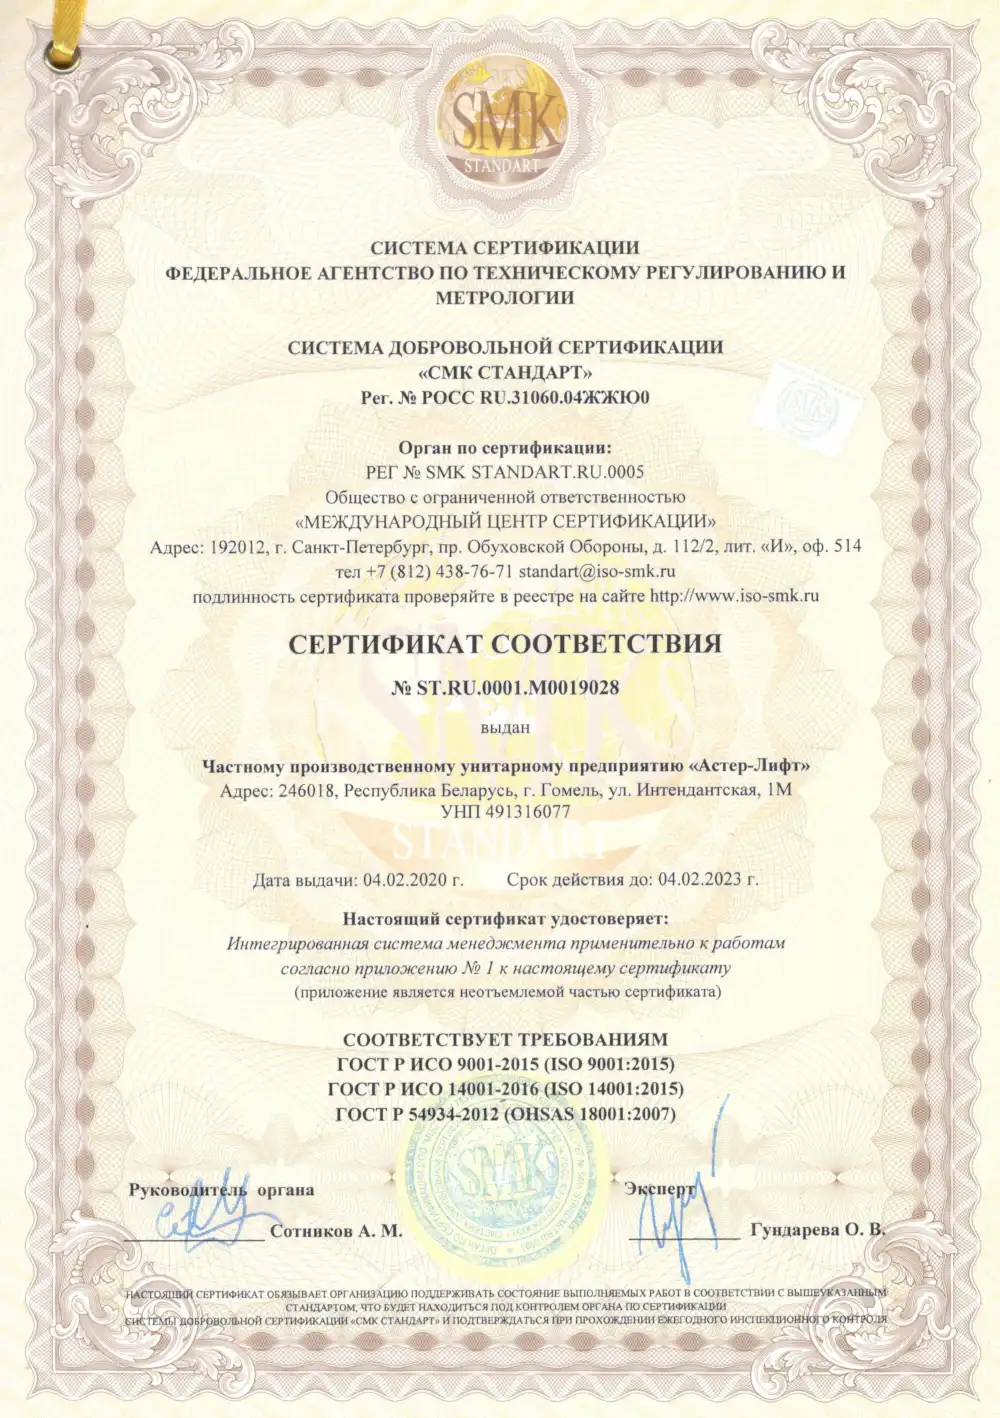 SMK
STANDART
СИСТЕМА СЕРТИФИКАЦИИ
ФЕДЕРАЛЬНОЕ АГЕНТСТВО ПО ТЕХНИЧЕСКОМУ РЕГУЛИРОВАНИЮ И
МЕТРОЛОГИИ
СИСТЕМА ДОБРОВОЛЬНОЙ СЕРТИФИКАЦИИ
«СМК СТАНДАРТ»
Рег. № РОСС RU.31060.04ЖЖЮ0
Орган по сертификации:
РЕГ № SMK STANDART.RU.0005
Общество с ограниченной ответственностью
«МЕЖДУНАРОДНЫЙ ЦЕНТР СЕРТИФИКАЦИИ»
Адрес: 192012, г. Санкт-Петербург, пр. Обуховской Обороны, д. 112/2, лит. «И», оф. 514
тел +7 (812) 438-76-71 standart@iso-smk.ru
подлинность сертификата проверяйте в реестре на сайте http://www.iso-smk.ru
СЕРТИФИКАТ СООТВЕТСТВИЯ
№ ST.RU.0001.M0019028
выдан
Частному производственному унитарному предприятию «Астер-Лифт»
Адрес: 246018, Республика Беларусь, г. Гомель, ул. Интендантская, 1М
УНП 491316077
STANDART
Дата выдачи: 04.02.2020 г. Срок действия до: 04.02.2023 г.
Настоящий сертификат удостоверяет:
Интегрированная система менеджмента применительно к работам
согласно приложению № 1 к настоящему сертификату
(приложение является неотъемлемой частью сертификата)
СООТВЕТСТВУЕТ ТРЕБОВАНИЯМ
ГОСТ Р ИСО 9001-2015 (ISO 9001:2015)
ГОСТ Р ИСО 14001-2016 (ISO 14001:2015)
ГОСТ Р 54934-2012 (OHSAS 18001:2007)
SMK
Руководитель органа Эксперт
Сотников А. М. Гундарева О. В.
НАСТОЯЩИЙ СЕРТИФИКАТ ОБЯЗЫВАЕТ ОРГАНИЗАЦИЮ ПОДДЕРЖИВАТЬ СОСТОЯНИЕ ВЫПОЛНЯЕМЫХ РАБОТ В СООТВЕТСТВИИ С ВЫШЕУКАЗАННЫМ
СТАНДАРТОМ, ЧТО БУДЕТ НАХОДИТЬСЯ ПОД КОНТРОЛЕМ ОРГАНА ПО СЕРТИФИКАЦИИ
СИСТЕМЫ ДОБРОВОЛЬНОЙ СЕРТИФИКАЦИИ «СМК СТАНДАРТ» И ПОДТВЕРЖДАТЬСЯ ПРИ ПРОХОЖДЕНИИ ЕЖЕГОДНОГО ИНСПЕКЦИОННОГО КОНТРОЛЯ